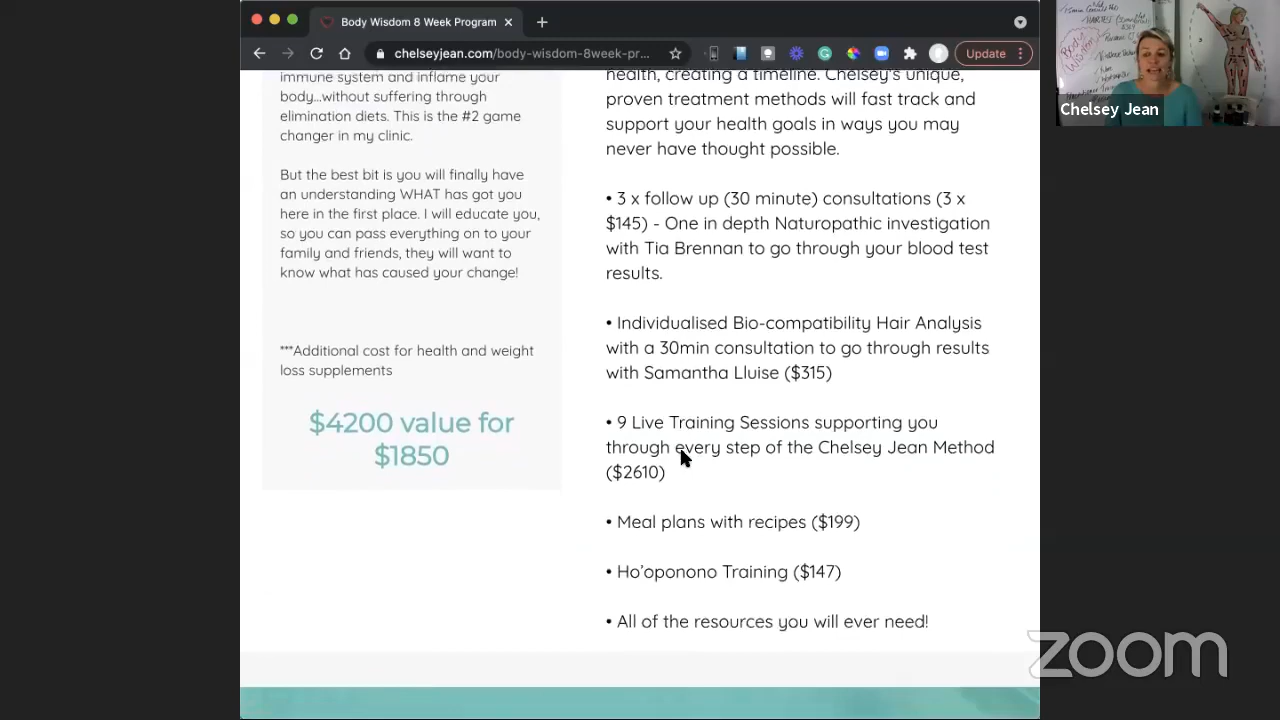 Body Wisdom 8 Week Program
chelseyjean.com/body-wisdom-8week-pr...
Update
immune system and inflame your
body...without suffering through
elimination diets. This is the #2 game
changer in my clinic.
But the best bit is you will finally have
an understanding WHAT has got you
here in the first place. I will educate you,
so you can pass everything on to your
family and friends, they will want to
know what has caused your change!
***Additional cost for health and weight
loss supplements
$4200 value for
$1850
health, creating a timeline. Chelsey's unique,
proven treatment methods will fast track and
support your health goals in ways you may
never have thought possible.
• 3 x follow up (30 minute) consultations (3 x
$145) - One in depth Naturopathic investigation
with Tia Brennan to go through your blood test
results.
• Individualised Bio-compatibility Hair Analysis
with a 30min consultation to go through results
with Samantha Lluise ($315)
• 9 Live Training Sessions supporting you
through every step of the Chelsey Jean Method
($2610)
• Meal plans with recipes ($199)
• Ho'oponono Training ($147)
• All of the resources you will ever need!
Body
Wisdom
Chelsey Jean
zoom